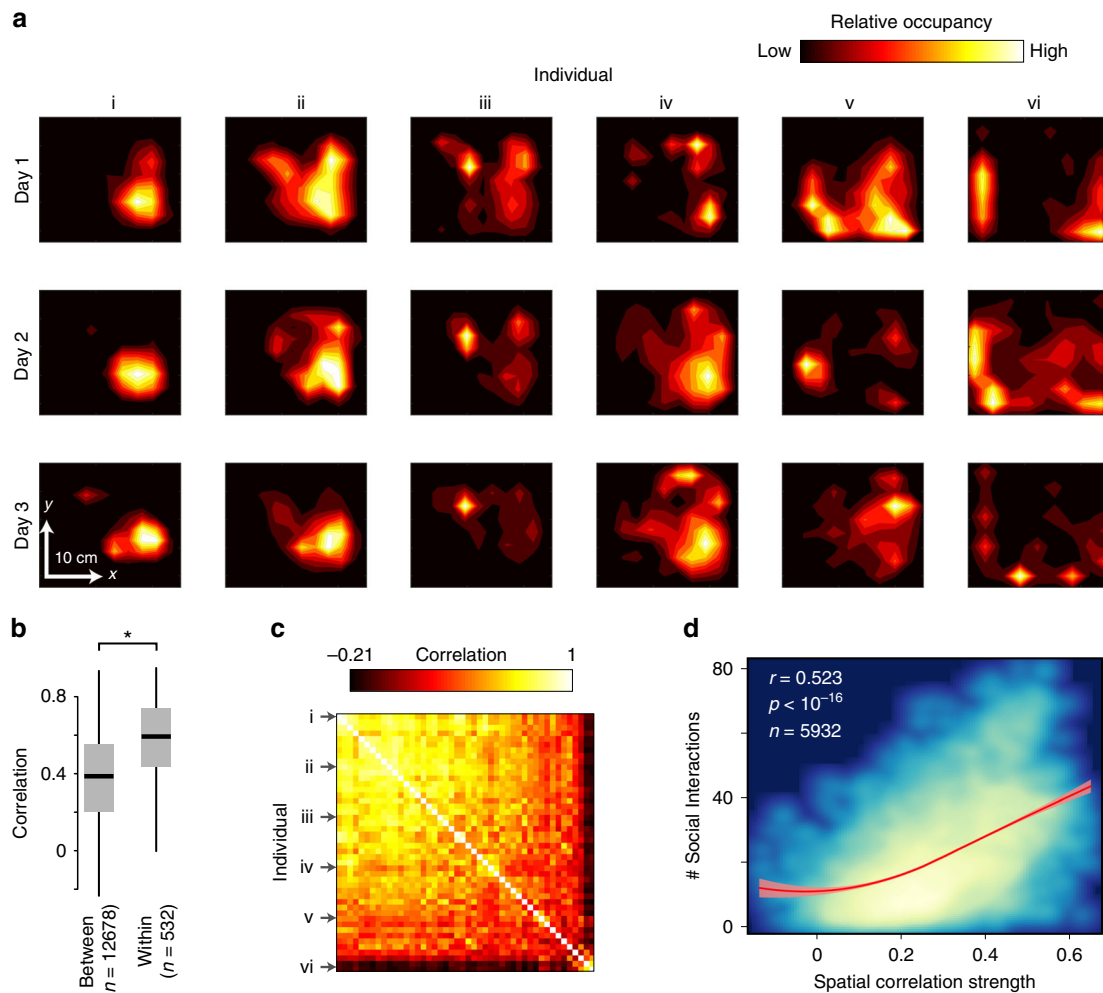 a
Relative occupancy
Low High
Individual
i ii iii iv v vi
Day 1
Day 2
Day 3
y
10 cm
x
b
*
Correlation
0.8
0.4
0
Between
n = 12678)
Within
(n = 532)
c
–0.21 Correlation 1
Individual
i
ii
iii
iv
v
vi
d
# Social Interactions
80
40
0
r = 0.523
p < 10⁻¹⁶
n = 5932
0 0.2 0.4 0.6
Spatial correlation strength